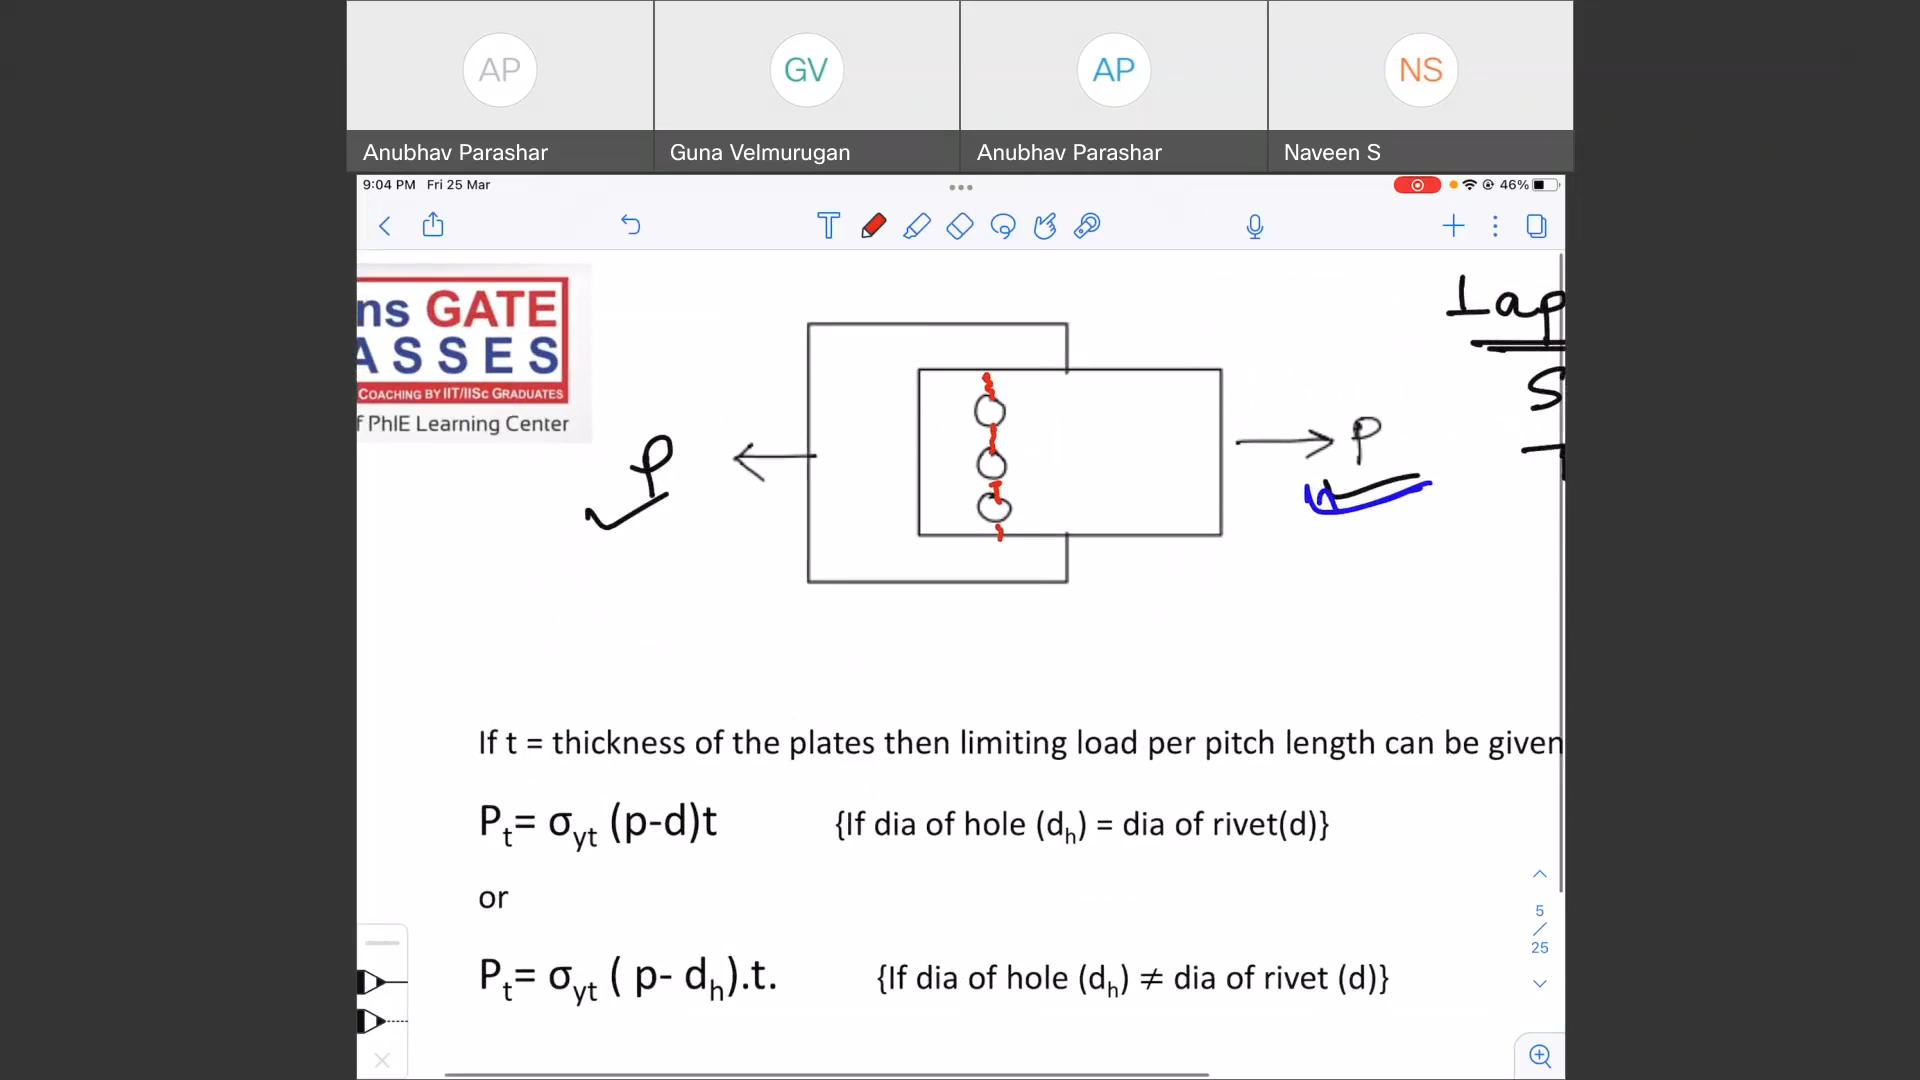 AP GV AP NS
Anubhav Parashar Guna Velmurugan Anubhav Parashar Naveen S
9:04 PM Fri 25 Mar 46%
T
ns GATE
ASSES
COACHING BY IIT/IISc GRADUATES
f PhIE Learning Center
lap
S
T
P
P
If t = thickness of the plates then limiting load per pitch length can be given
Pt= σyt (p-d)t {If dia of hole (dh) = dia of rivet(d)}
or
Pt= σyt ( p- dh).t. {If dia of hole (dh) ≠ dia of rivet (d)}
5
/
25